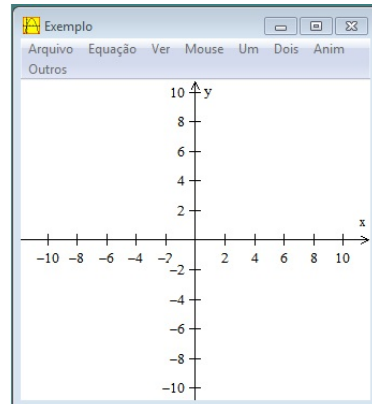 Exemplo
Arquivo Equação Ver Mouse Um Dois Anim
Outros
10 y
8
6
4
2
x
−10 −8 −6 −4 −2 2 4 6 8 10
−2
−4
−6
−8
−10